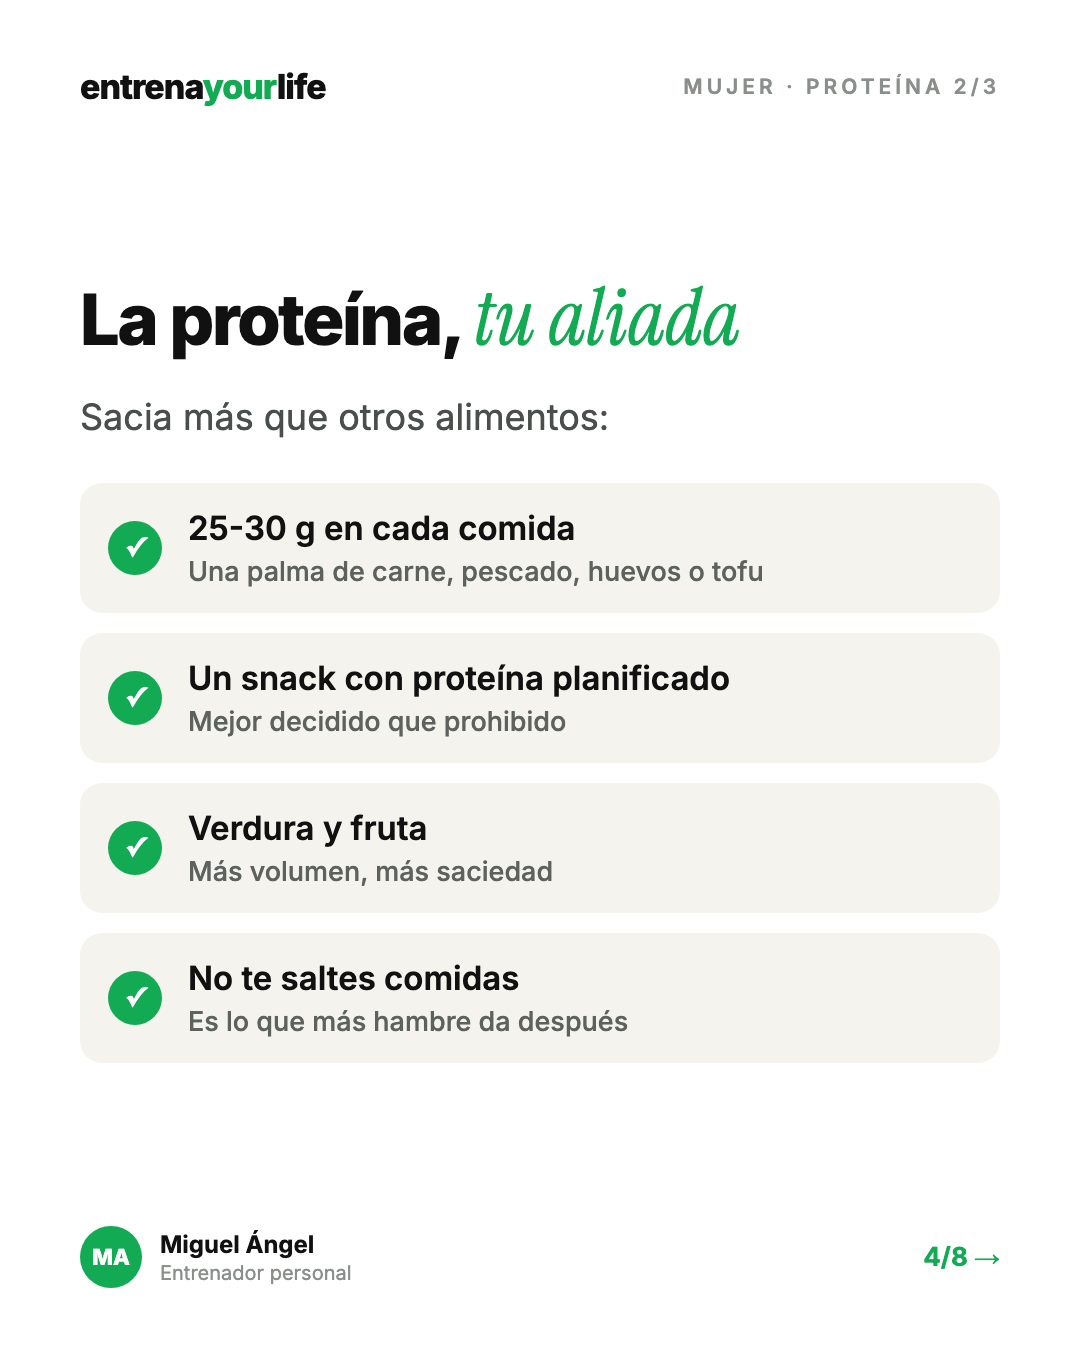 entrenayourlife
MUJER · PROTEÍNA 2/3
La proteína, tu aliada
Sacia más que otros alimentos:
✓
25-30 g en cada comida
Una palma de carne, pescado, huevos o tofu
✓
Un snack con proteína planificado
Mejor decidido que prohibido
✓
Verdura y fruta
Más volumen, más saciedad
✓
No te saltes comidas
Es lo que más hambre da después
MA
Miguel Ángel
Entrenador personal
4/8 →